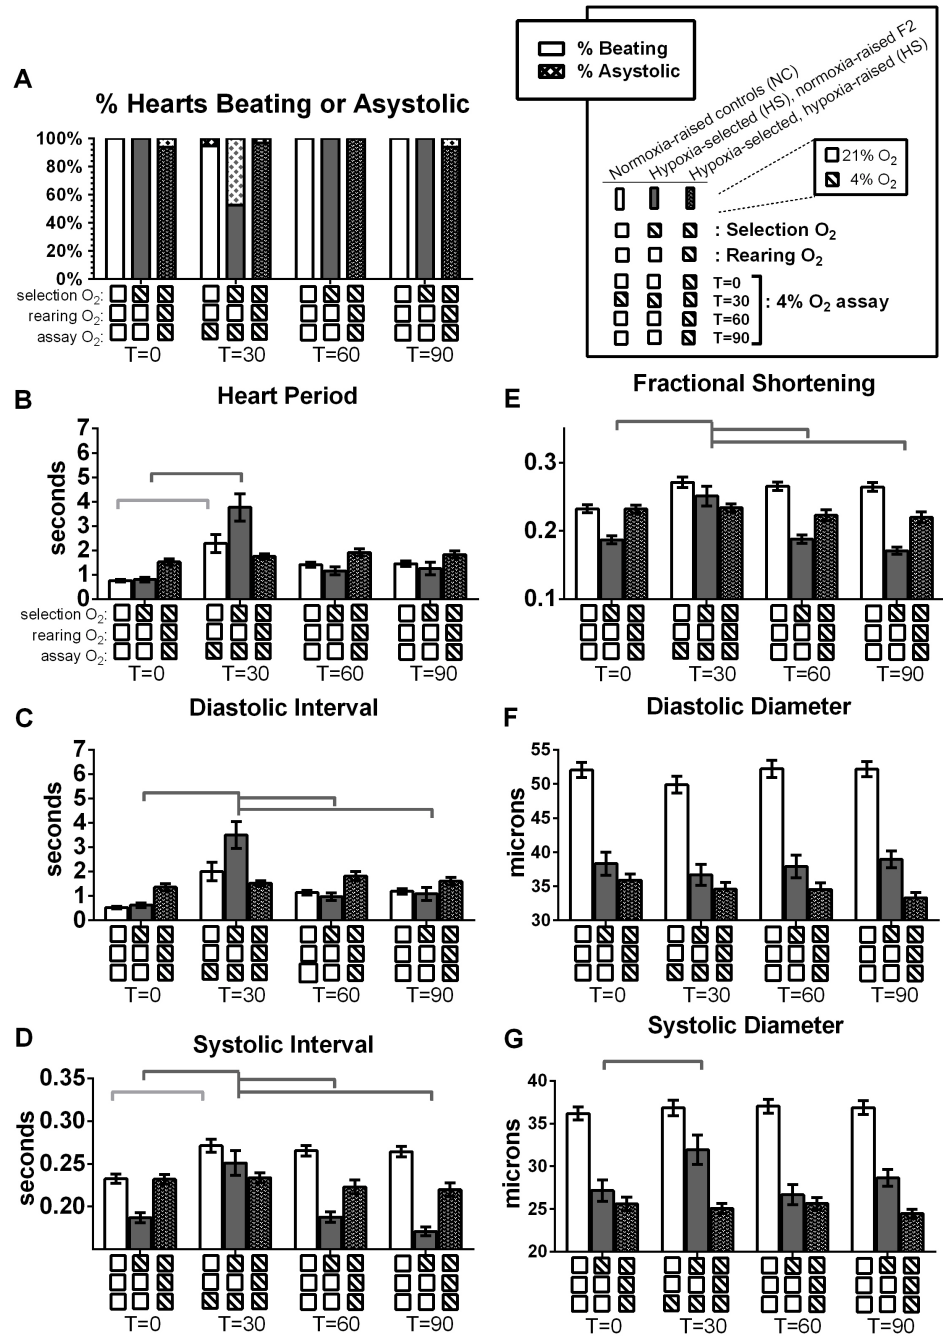 % Beating
% Asystolic
Normoxia-raised controls (NC)
Hypoxia-selected (HS), normoxia-raised F2
Hypoxia-selected, hypoxia-raised (HS)
21% O2
4% O2
: Selection O2
: Rearing O2
T=0
T=30
T=60
T=90
: 4% O2 assay
A
% Hearts Beating or Asystolic
100%
80%
60%
40%
20%
0%
selection O2:
rearing O2:
assay O2:
T=0 T=30 T=60 T=90
B
Heart Period
seconds
7
6
5
4
3
2
1
0
selection O2:
rearing O2:
assay O2:
T=0 T=30 T=60 T=90
C
Diastolic Interval
seconds
7
6
5
4
3
2
1
0
T=0 T=30 T=60 T=90
D
Systolic Interval
seconds
0.35
0.30
0.25
0.20
T=0 T=30 T=60 T=90
E
Fractional Shortening
0.3
0.2
0.1
T=0 T=30 T=60 T=90
F
Diastolic Diameter
microns
55
50
45
40
35
30
T=0 T=30 T=60 T=90
G
Systolic Diameter
microns
40
35
30
25
20
T=0 T=30 T=60 T=90